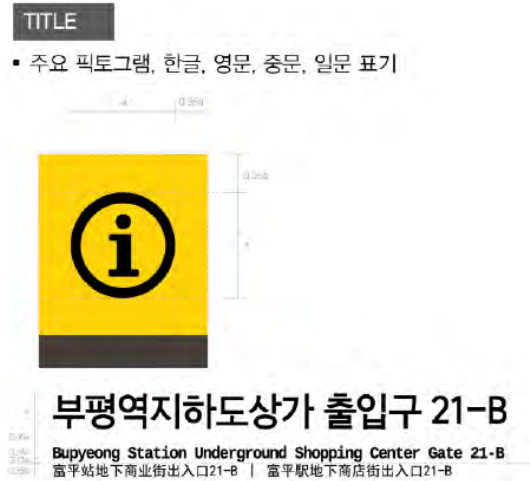 TITLE
▪ 주요 픽토그램, 한글, 영문, 중문, 일문 표기
a
0.36a
a
부평역지하도상가 출입구 21-B
Bupyeong Station Underground Shopping Center Gate 21-B
富平站地下商业街出入口21-B | 富平駅地下商店街出入口21-B